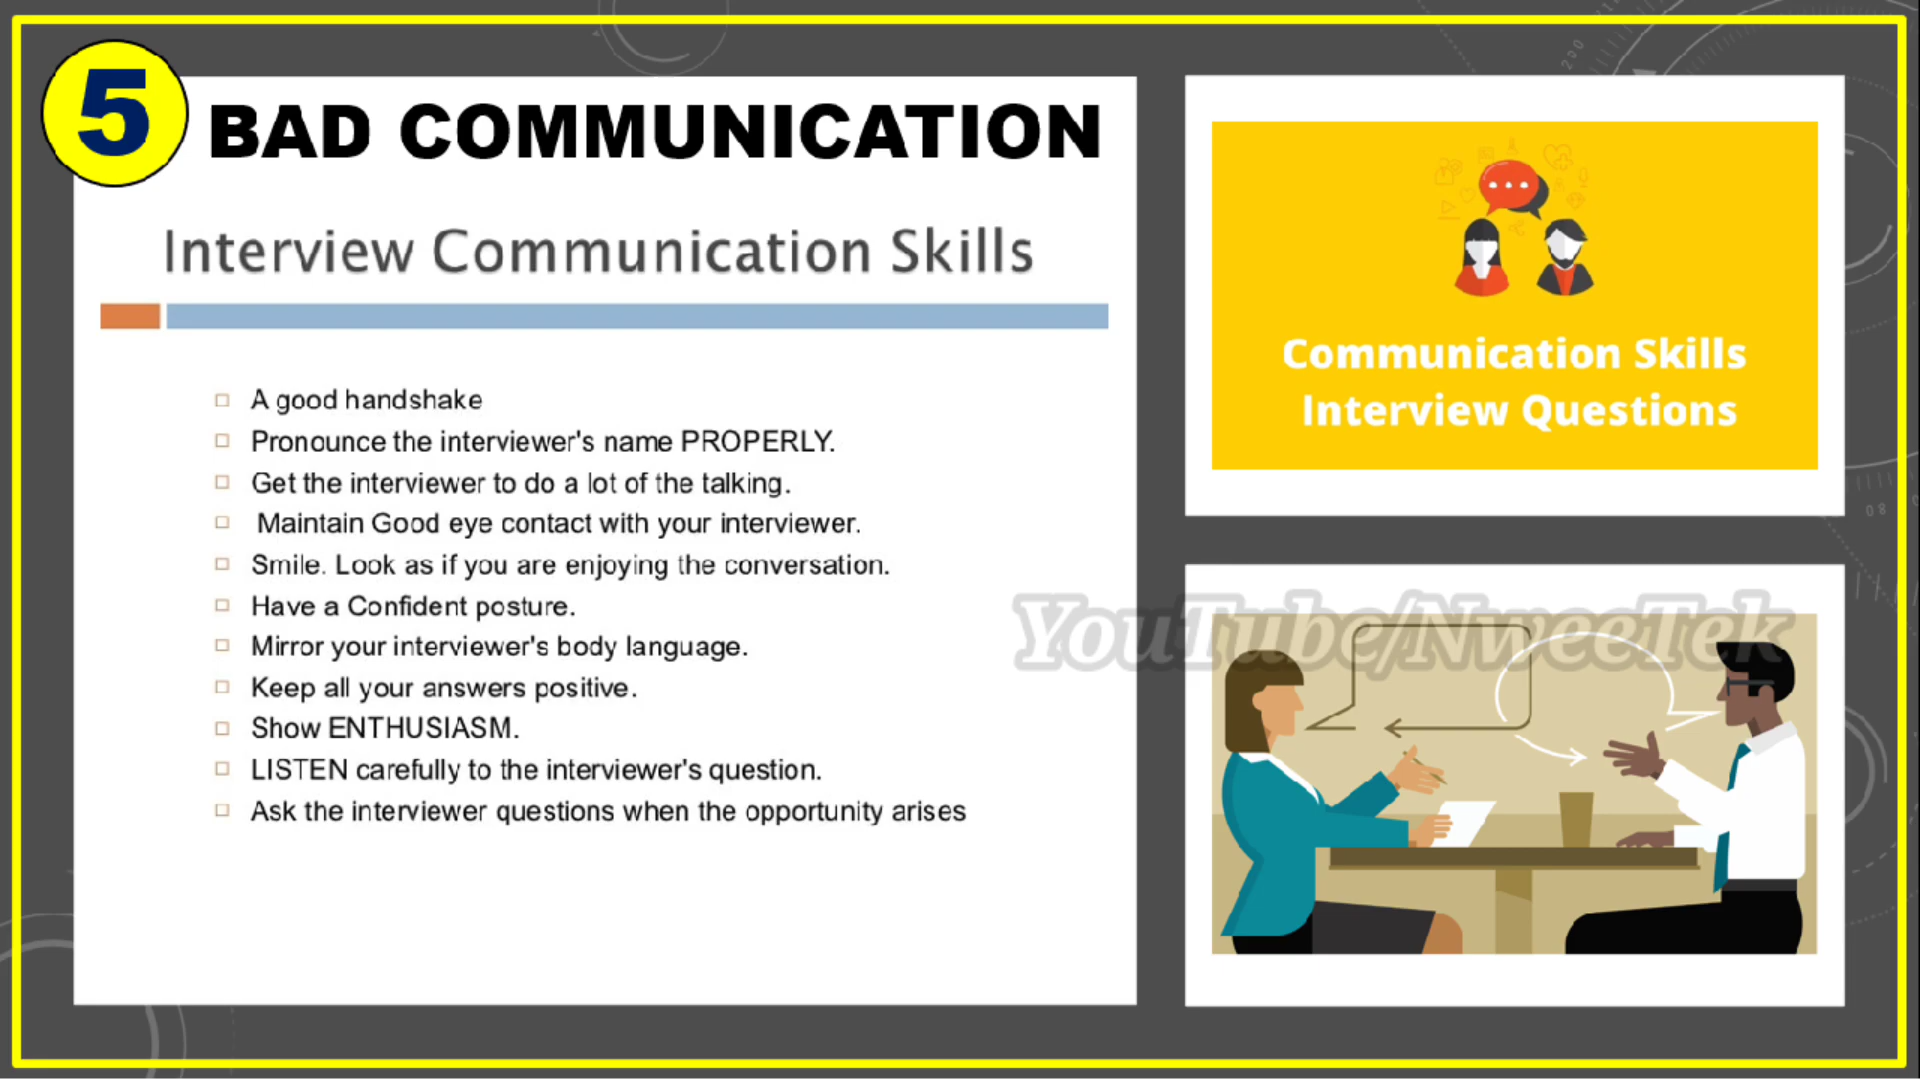 5
BAD COMMUNICATION
Interview Communication Skills
A good handshake
Pronounce the interviewer's name PROPERLY.
Get the interviewer to do a lot of the talking.
Maintain Good eye contact with your interviewer.
Smile. Look as if you are enjoying the conversation.
Have a Confident posture.
Mirror your interviewer's body language.
Keep all your answers positive.
Show ENTHUSIASM.
LISTEN carefully to the interviewer's question.
Ask the interviewer questions when the opportunity arises
Communication Skills
Interview Questions
YouTube/NweeTek
200
80